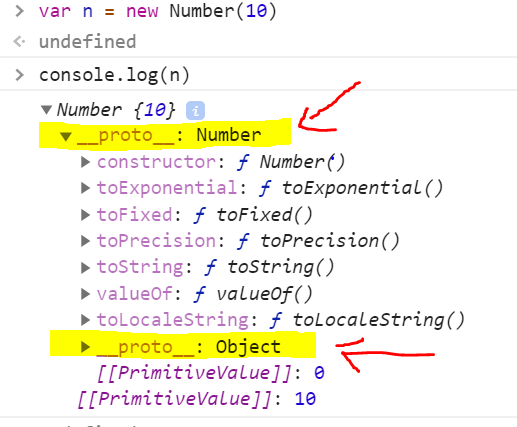 > var n = new Number(10)
undefined
> console.log(n)
Number {10} i
__proto__: Number
constructor: ƒ Number()
toExponential: ƒ toExponential()
toFixed: ƒ toFixed()
toPrecision: ƒ toPrecision()
toString: ƒ toString()
valueOf: ƒ valueOf()
toLocaleString: ƒ toLocaleString()
__proto__: Object
[[PrimitiveValue]]: 0
[[PrimitiveValue]]: 10